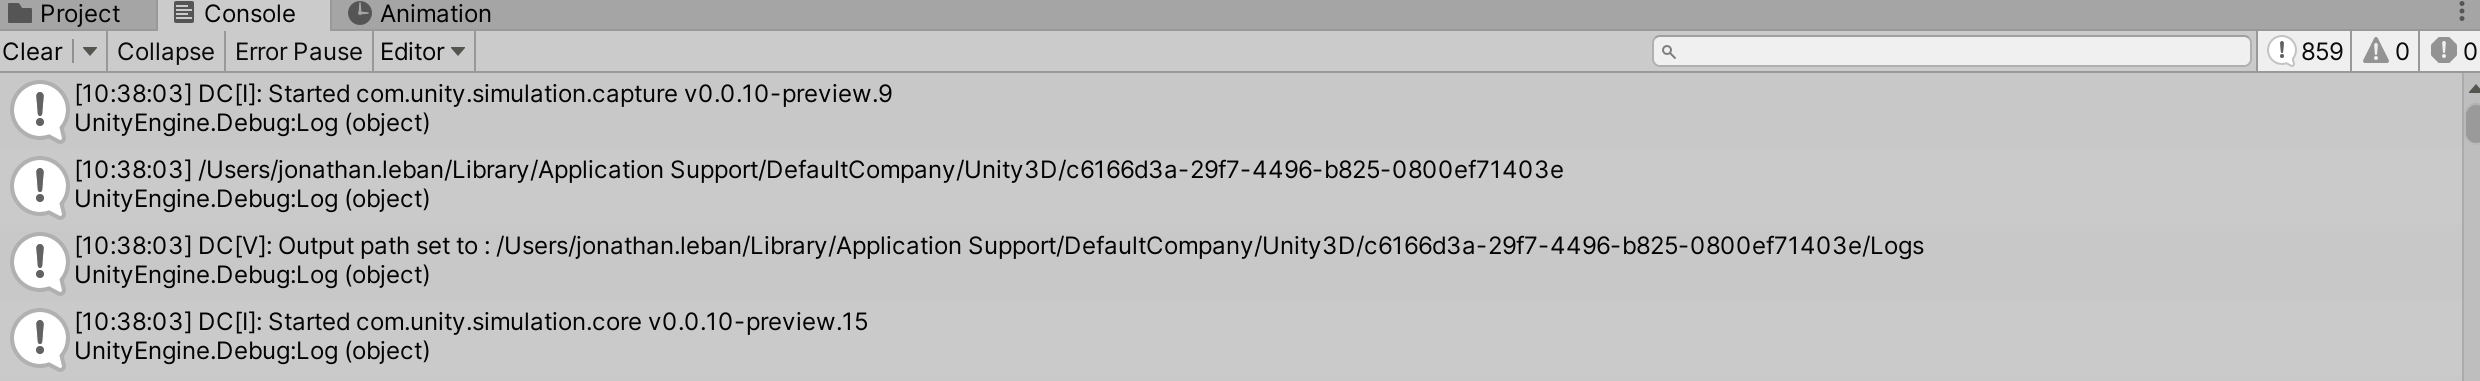 Project Console Animation
Clear Collapse Error Pause Editor 859 0 0
[10:38:03] DC[I]: Started com.unity.simulation.capture v0.0.10-preview.9
UnityEngine.Debug:Log (object)
[10:38:03] /Users/jonathan.leban/Library/Application Support/DefaultCompany/Unity3D/c6166d3a-29f7-4496-b825-0800ef71403e
UnityEngine.Debug:Log (object)
[10:38:03] DC[V]: Output path set to : /Users/jonathan.leban/Library/Application Support/DefaultCompany/Unity3D/c6166d3a-29f7-4496-b825-0800ef71403e/Logs
UnityEngine.Debug:Log (object)
[10:38:03] DC[I]: Started com.unity.simulation.core v0.0.10-preview.15
UnityEngine.Debug:Log (object)